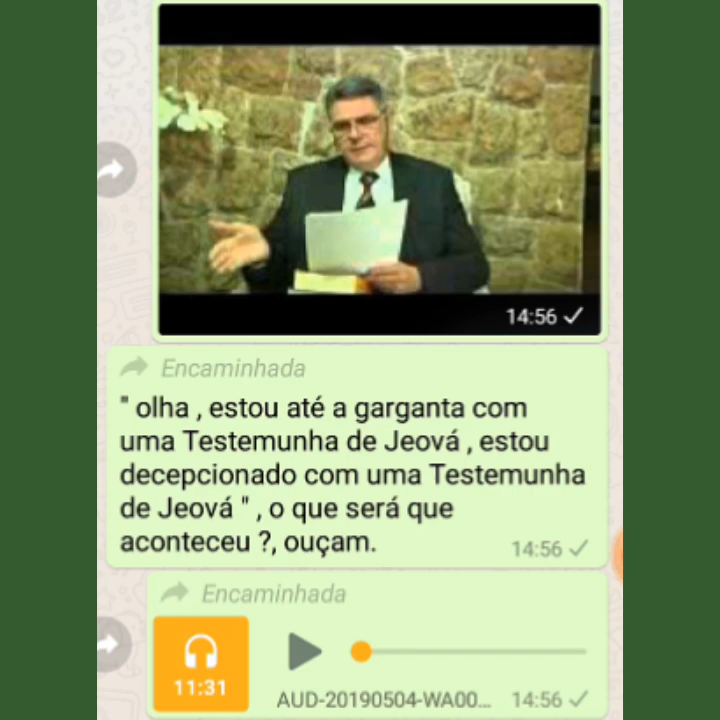 14:56
Encaminhada
" olha , estou até a garganta com
uma Testemunha de Jeová , estou
decepcionado com uma Testemunha
de Jeová " , o que será que
aconteceu ?, ouçam.
14:56
Encaminhada
11:31
AUD-20190504-WA00...
14:56